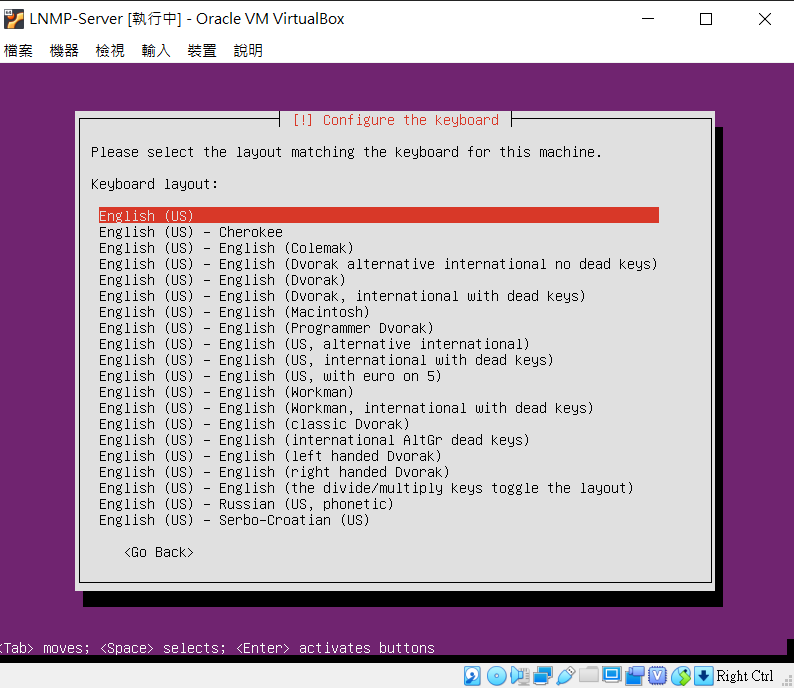 LNMP-Server [執行中] - Oracle VM VirtualBox
檔案 機器 檢視 輸入 裝置 說明
[!] Configure the keyboard
Please select the layout matching the keyboard for this machine.
Keyboard layout:
English (US)
English (US) - Cherokee
English (US) - English (Colemak)
English (US) - English (Dvorak alternative international no dead keys)
English (US) - English (Dvorak)
English (US) - English (Dvorak, international with dead keys)
English (US) - English (Macintosh)
English (US) - English (Programmer Dvorak)
English (US) - English (US, alternative international)
English (US) - English (US, international with dead keys)
English (US) - English (US, with euro on 5)
English (US) - English (Workman)
English (US) - English (Workman, international with dead keys)
English (US) - English (classic Dvorak)
English (US) - English (international AltGr dead keys)
English (US) - English (left handed Dvorak)
English (US) - English (right handed Dvorak)
English (US) - English (the divide/multiply keys toggle the layout)
English (US) - Russian (US, phonetic)
English (US) - Serbo-Croatian (US)
<Go Back>
<Tab> moves; <Space> selects; <Enter> activates buttons
Right Ctrl